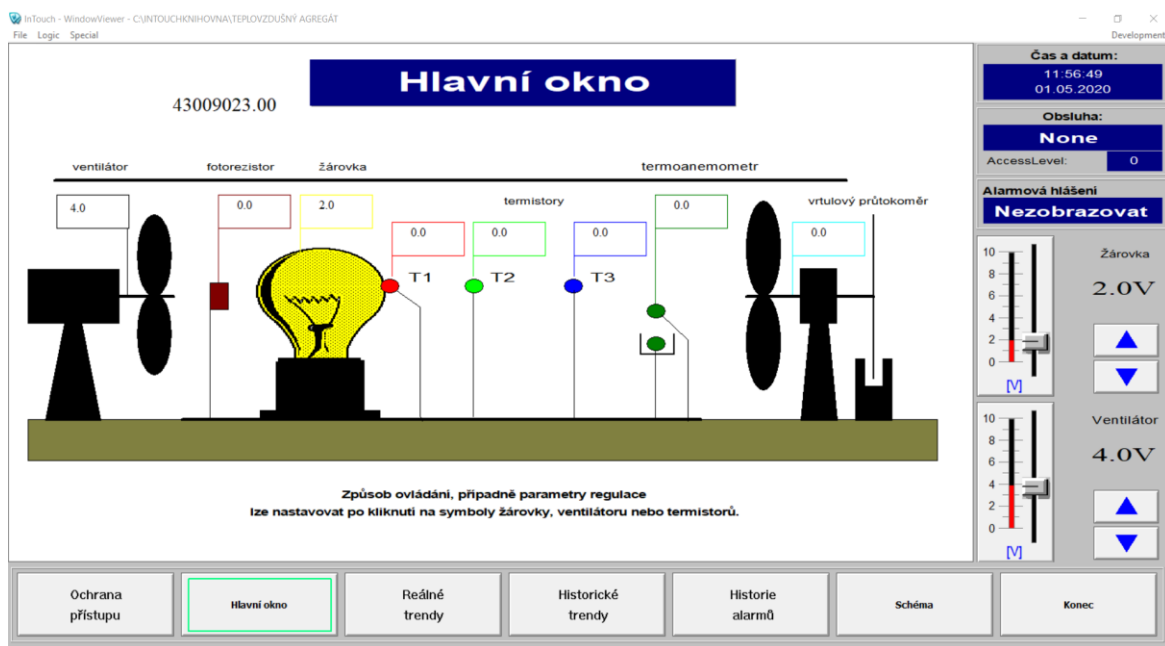 InTouch - WindowViewer - C:\INTOUCHKNIHOVNA\TEPLOVZDUŠNÝ AGREGÁT
File Logic Special
Development
Hlavní okno
43009023.00
ventilátor
fotorezistor
žárovka
termoanemometr
termistory
vrtulový průtokoměr
4.0
0.0
2.0
0.0
0.0
0.0
0.0
0.0
T1
T2
T3
Způsob ovládáni, připadně parametry regulace
lze nastavovat po kliknuti na symboly žárovky, ventilátoru nebo termistorů.
Čas a datum:
11:56:49
01.05.2020
Obsluha:
None
AccessLevel: 0
Alarmová hlášeni
Nezobrazovat
10
8
6
4
2
0
[V]
Žárovka
2.0V
10
8
6
4
2
0
[V]
Ventilátor
4.0V
Ochrana
přístupu
Hlavní okno
Reálné
trendy
Historické
trendy
Historie
alarmů
Schéma
Konec